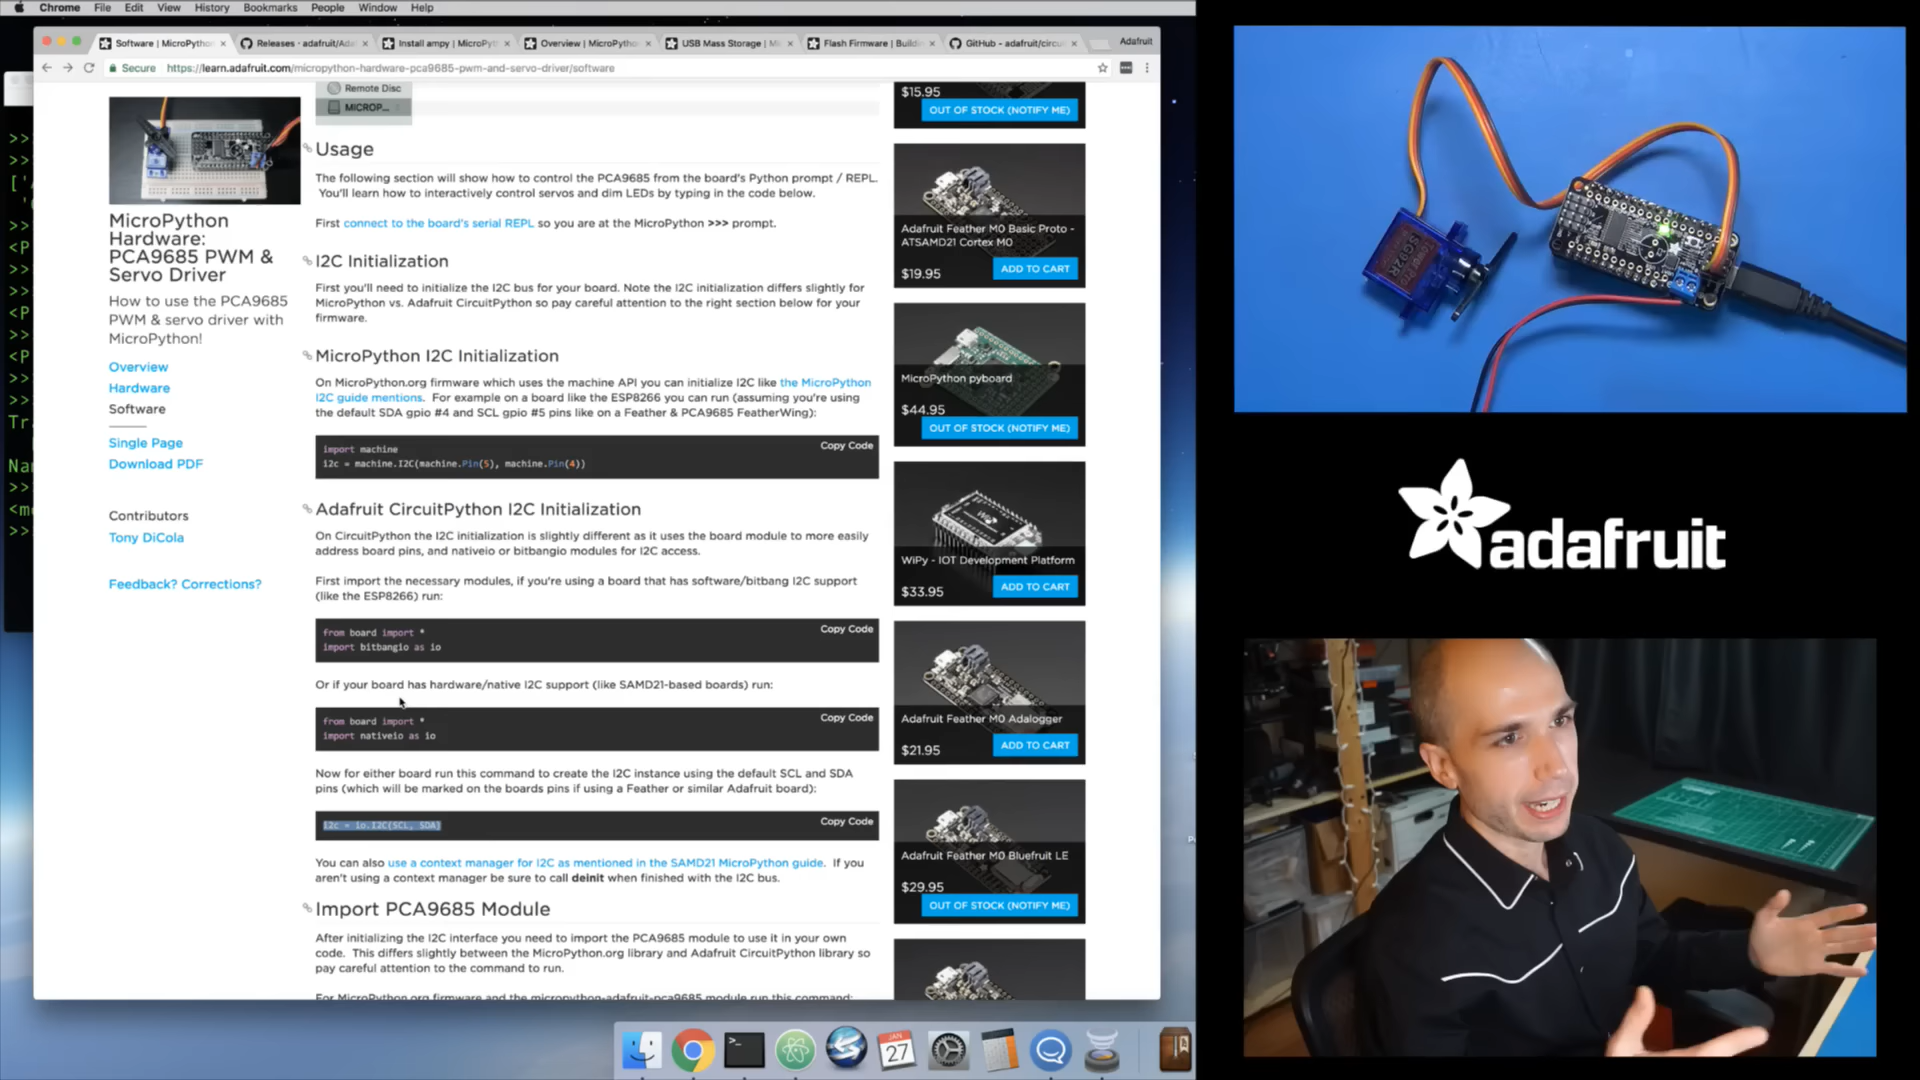 Chrome File Edit View History Bookmarks People Window Help
Software | MicroPython
Releases · adafruit/Ada
Install ampy | MicroPyth
Overview | MicroPytho
USB Mass Storage | Mi
Flash Firmware | Buildin
GitHub - adafruit/circui
Adafruit
Secure https://learn.adafruit.com/micropython-hardware-pca9685-pwm-and-servo-driver/software
MicroPython
Hardware:
PCA9685 PWM &
Servo Driver
How to use the PCA9685
PWM & servo driver with
MicroPython!
Overview
Hardware
Software
Single Page
Download PDF
Contributors
Tony DiCola
Feedback? Corrections?
Remote Disc
MICROP...
Usage
The following section will show how to control the PCA9685 from the board's Python prompt / REPL.
You'll learn how to interactively control servos and dim LEDs by typing in the code below.
First connect to the board's serial REPL so you are at the MicroPython >>> prompt.
I2C Initialization
First you'll need to initialize the I2C bus for your board. Note the I2C initialization differs slightly for
MicroPython vs. Adafruit CircuitPython so pay careful attention to the right section below for your
firmware.
MicroPython I2C Initialization
On MicroPython.org firmware which uses the machine API you can initialize I2C like the MicroPython
I2C guide mentions. For example on a board like the ESP8266 you can run (assuming you're using
the default SDA gpio #4 and SCL gpio #5 pins like on a Feather & PCA9685 FeatherWing):
Copy Code
import machine
i2c = machine.I2C(machine.Pin(5), machine.Pin(4))
Adafruit CircuitPython I2C Initialization
On CircuitPython the I2C initialization is slightly different as it uses the board module to more easily
address board pins, and nativeio or bitbangio modules for I2C access.
First import the necessary modules, if you're using a board that has software/bitbang I2C support
(like the ESP8266) run:
Copy Code
from board import *
import bitbangio as io
Or if your board has hardware/native I2C support (like SAMD21-based boards) run:
Copy Code
from board import *
import nativeio as io
Now for either board run this command to create the I2C instance using the default SCL and SDA
pins (which will be marked on the boards pins if using a Feather or similar Adafruit board):
Copy Code
i2c = io.I2C(SCL, SDA)
You can also use a context manager for I2C as mentioned in the SAMD21 MicroPython guide. If you
aren't using a context manager be sure to call deinit when finished with the I2C bus.
Import PCA9685 Module
After initializing the I2C interface you need to import the PCA9685 module to use it in your own
code. This differs slightly between the MicroPython.org library and Adafruit CircuitPython library so
pay careful attention to the command to run.
For MicroPython.org firmware and the micropython-adafruit-pca9685 module run this command:
$15.95
OUT OF STOCK (NOTIFY ME)
Adafruit Feather M0 Basic Proto -
ATSAMD21 Cortex M0
$19.95
ADD TO CART
MicroPython pyboard
$44.95
OUT OF STOCK (NOTIFY ME)
WiPy - IOT Development Platform
$33.95
ADD TO CART
Adafruit Feather M0 Adalogger
$21.95
ADD TO CART
Adafruit Feather M0 Bluefruit LE
$29.95
OUT OF STOCK (NOTIFY ME)
JAN
27
SG92R
adafruit